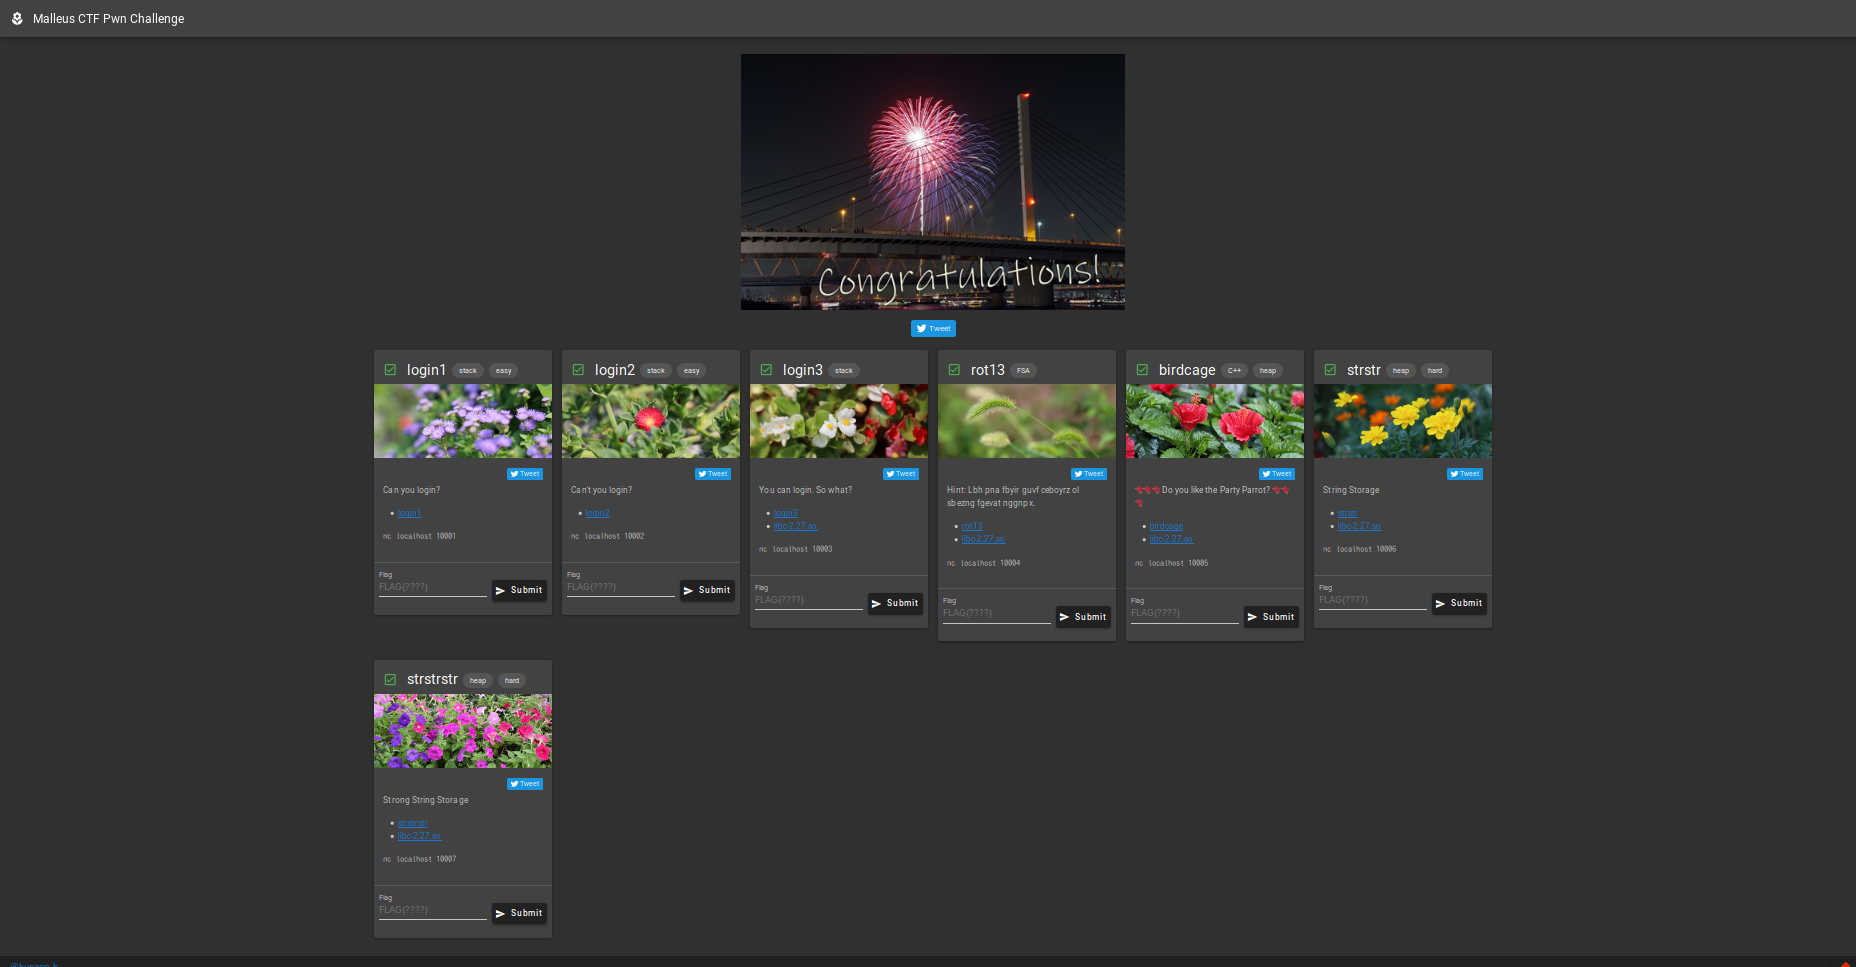 Malleus CTF Pwn Challenge
Congratulations!
Tweet
login1 stack easy
Tweet
Can you login?
login1
nc localhost 10001
Flag
FLAG{????}
Submit
login2 stack easy
Tweet
Can't you login?
login2
nc localhost 10002
Flag
FLAG{????}
Submit
login3 stack
Tweet
You can login. So what?
login3
libc-2.27.so
nc localhost 10003
Flag
FLAG{????}
Submit
rot13 FSA
Tweet
Hint: Lbh pna fbyir guvf ceboyrz ol
sbezng fgevat nggnpx.
rot13
libc-2.27.so
nc localhost 10004
Flag
FLAG{????}
Submit
birdcage C++ heap
Tweet
Do you like the Party Parrot?
birdcage
libc-2.27.so
nc localhost 10005
Flag
FLAG{????}
Submit
strstr heap hard
Tweet
String Storage
strstr
libc-2.27.so
nc localhost 10006
Flag
FLAG{????}
Submit
strstrstr heap hard
Tweet
Strong String Storage
strstrstr
libc-2.27.so
nc localhost 10007
Flag
FLAG{????}
Submit